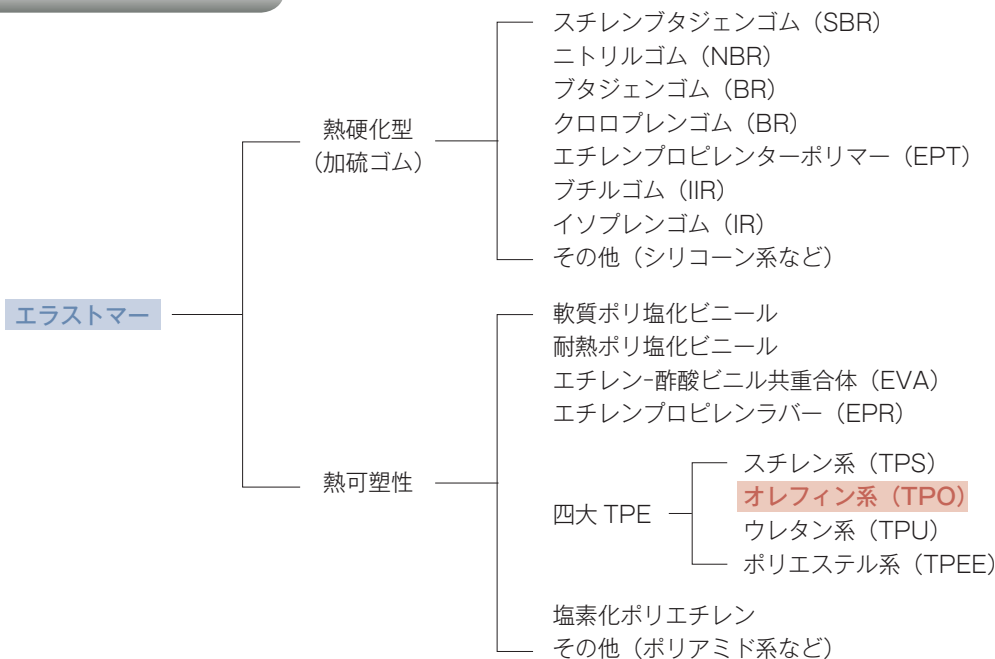 エラストマー
熱硬化型
（加硫ゴム）
スチレンブタジェンゴム（SBR）
ニトリルゴム（NBR）
ブタジェンゴム（BR）
クロロプレンゴム（BR）
エチレンプロピレンターポリマー（EPT）
ブチルゴム（IIR）
イソプレンゴム（IR）
その他（シリコーン系など）
熱可塑性
軟質ポリ塩化ビニール
耐熱ポリ塩化ビニール
エチレン-酢酸ビニル共重合体（EVA）
エチレンプロピレンラバー（EPR）
四大 TPE
スチレン系（TPS）
オレフィン系（TPO）
ウレタン系（TPU）
ポリエステル系（TPEE）
塩素化ポリエチレン
その他（ポリアミド系など）